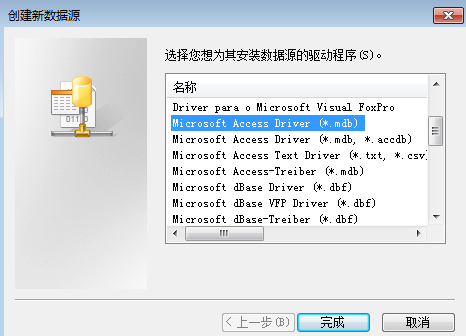 创建新数据源
选择您想为其安装数据源的驱动程序(S)。
名称
Driver para o Microsoft Visual FoxPro
Microsoft Access Driver (*.mdb)
Microsoft Access Driver (*.mdb, *.accdb)
Microsoft Access Text Driver (*.txt, *.csv)
Microsoft Access-Treiber (*.mdb)
Microsoft dBase Driver (*.dbf)
Microsoft dBase VFP Driver (*.dbf)
Microsoft dBase-Treiber (*.dbf)
< 上一步(B)
完成
取消